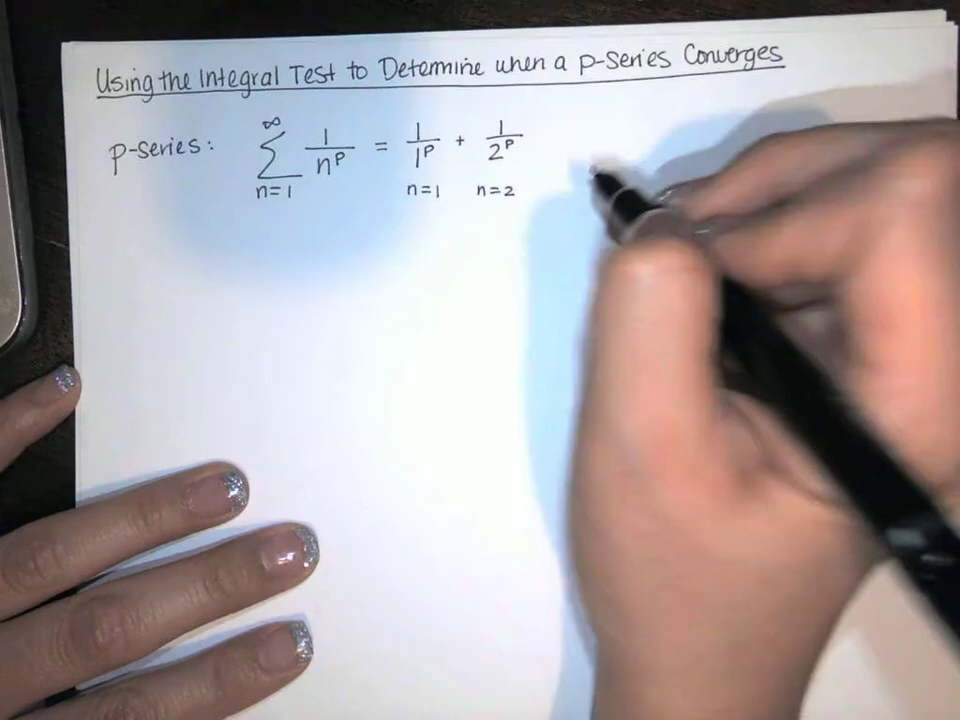 Using the Integral Test to Determine when a p-series Converges
p-series: ∞ ∑ n=1 1/n^p = 1/1^p + 1/2^p
n=1 n=2